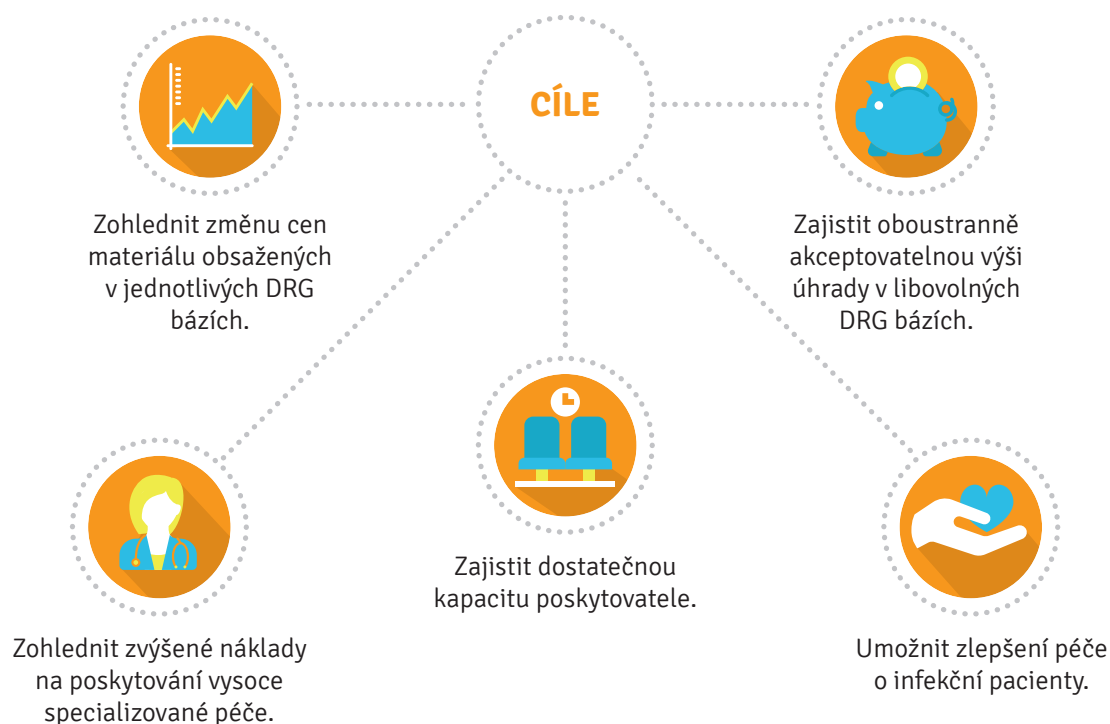 CÍLE
Zohlednit změnu cen
materiálu obsažených
v jednotlivých DRG
bázích.
Zajistit oboustranně
akceptovatelnou výši
úhrady v libovolných
DRG bázích.
Zajistit dostatečnou
kapacitu poskytovatele.
Zohlednit zvýšené náklady
na poskytování vysoce
specializované péče.
Umožnit zlepšení péče
o infekční pacienty.